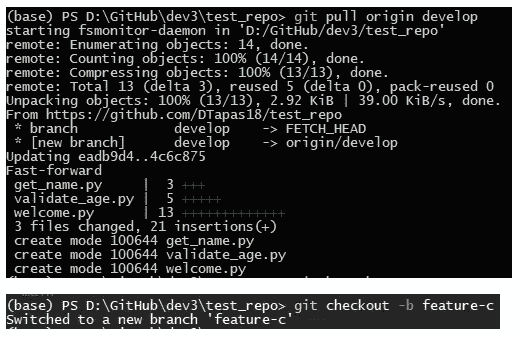 (base) PS D:\GitHub\dev3\test_repo> git pull origin develop
starting fsmonitor-daemon in 'D:/GitHub/dev3/test_repo'
remote: Enumerating objects: 14, done.
remote: Counting objects: 100% (14/14), done.
remote: Compressing objects: 100% (13/13), done.
remote: Total 13 (delta 3), reused 5 (delta 0), pack-reused 0
Unpacking objects: 100% (13/13), 2.92 KiB | 39.00 KiB/s, done.
From https://github.com/DTapas18/test_repo
 * branch            develop    -> FETCH_HEAD
 * [new branch]      develop    -> origin/develop
Updating eadb9d4..4c6c875
Fast-forward
 get_name.py     |  3 +++
 validate_age.py |  5 +++++
 welcome.py      | 13 +++++++++++++
 3 files changed, 21 insertions(+)
 create mode 100644 get_name.py
 create mode 100644 validate_age.py
 create mode 100644 welcome.py
(base) PS D:\GitHub\dev3\test_repo> git checkout -b feature-c
Switched to a new branch 'feature-c'